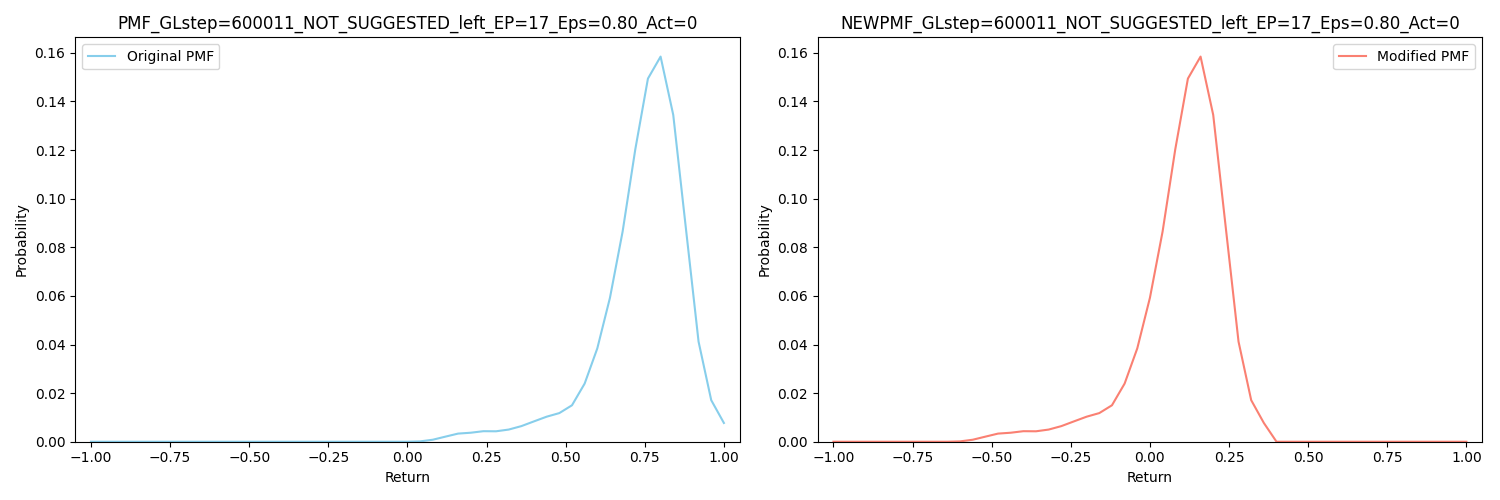 PMF_GLstep=600011_NOT_SUGGESTED_left_EP=17_Eps=0.80_Act=0
Original PMF
0.16
0.14
0.12
0.10
0.08
0.06
0.04
0.02
0.00
Probability
−1.00 −0.75 −0.50 −0.25 0.00 0.25 0.50 0.75 1.00
Return
NEWPMF_GLstep=600011_NOT_SUGGESTED_left_EP=17_Eps=0.80_Act=0
Modified PMF
0.16
0.14
0.12
0.10
0.08
0.06
0.04
0.02
0.00
Probability
−1.00 −0.75 −0.50 −0.25 0.00 0.25 0.50 0.75 1.00
Return